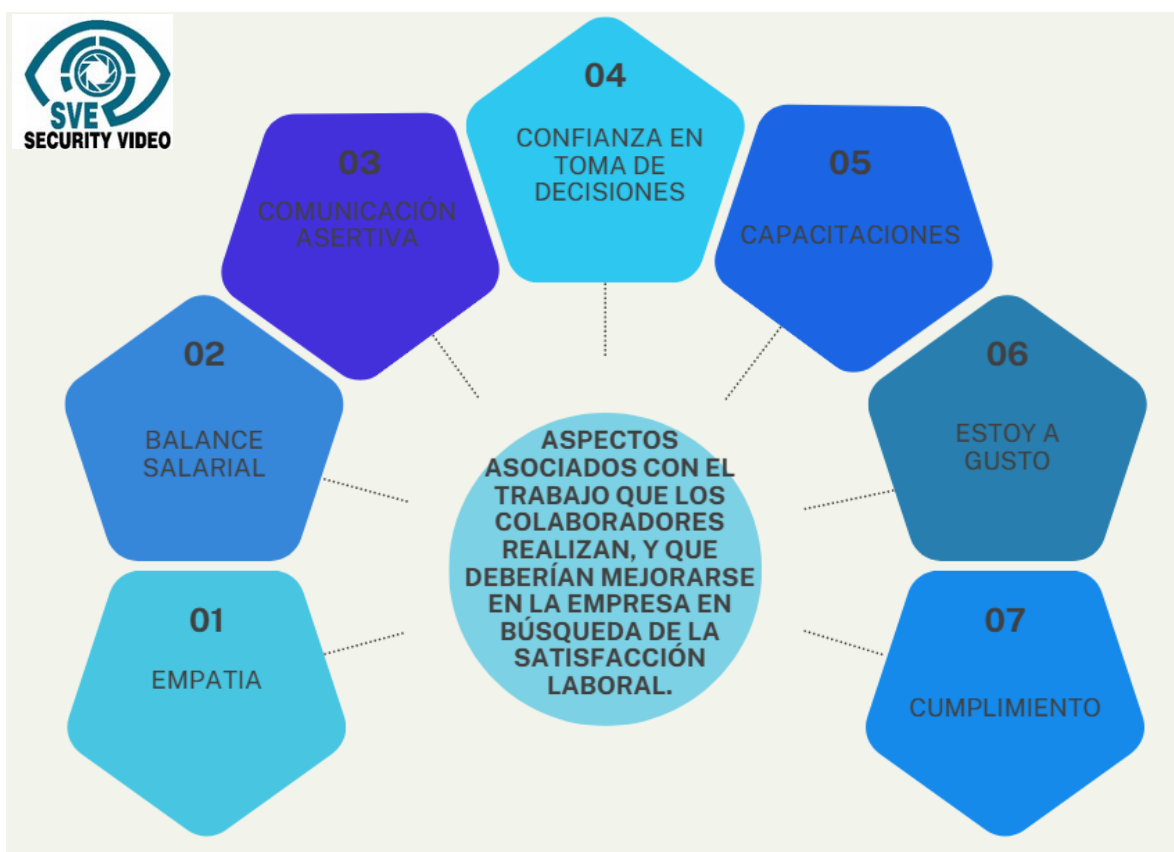 SVE
SECURITY VIDEO
01
EMPATIA
02
BALANCE
SALARIAL
03
COMUNICACIÓN
ASERTIVA
04
CONFIANZA EN
TOMA DE
DECISIONES
05
CAPACITACIONES
06
ESTOY A
GUSTO
07
CUMPLIMIENTO
ASPECTOS
ASOCIADOS CON EL
TRABAJO QUE LOS
COLABORADORES
REALIZAN, Y QUE
DEBERÍAN MEJORARSE
EN LA EMPRESA EN
BÚSQUEDA DE LA
SATISFACCIÓN
LABORAL.